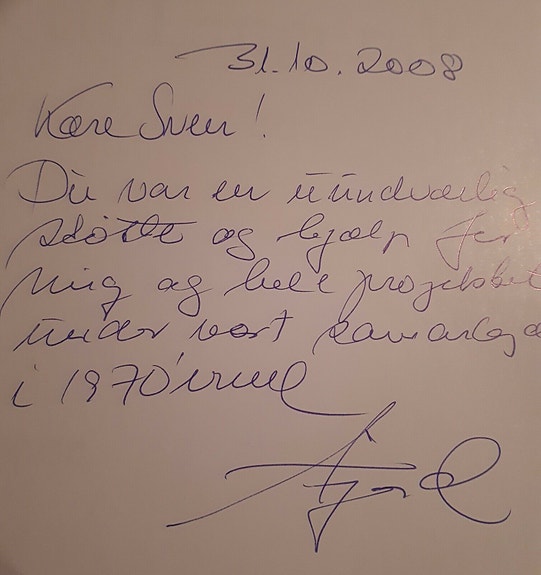 31.10.2008
Kære Sven!
Du var en uundværlig
støtte og hjælp for
mig og hele projektet
under vort samarbejde
i 1970'erne